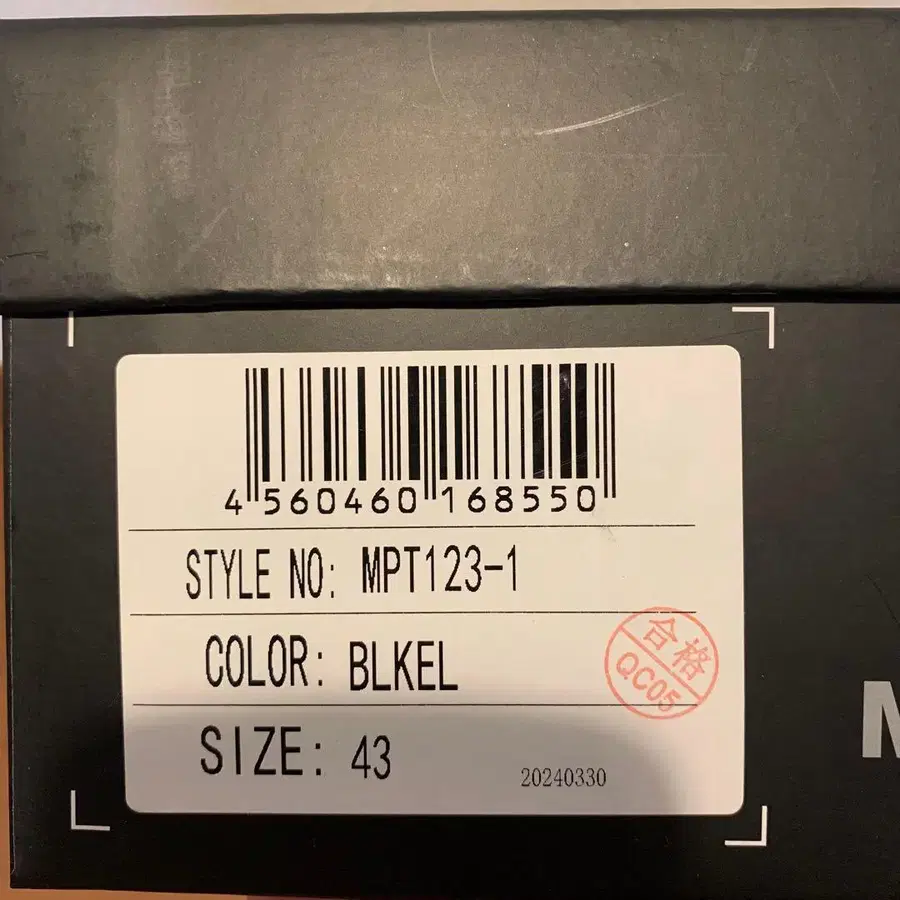 4 560460 168550
STYLE NO: MPT123-1
COLOR: BLKEL
合格
QC05
SIZE: 43
20240330
M